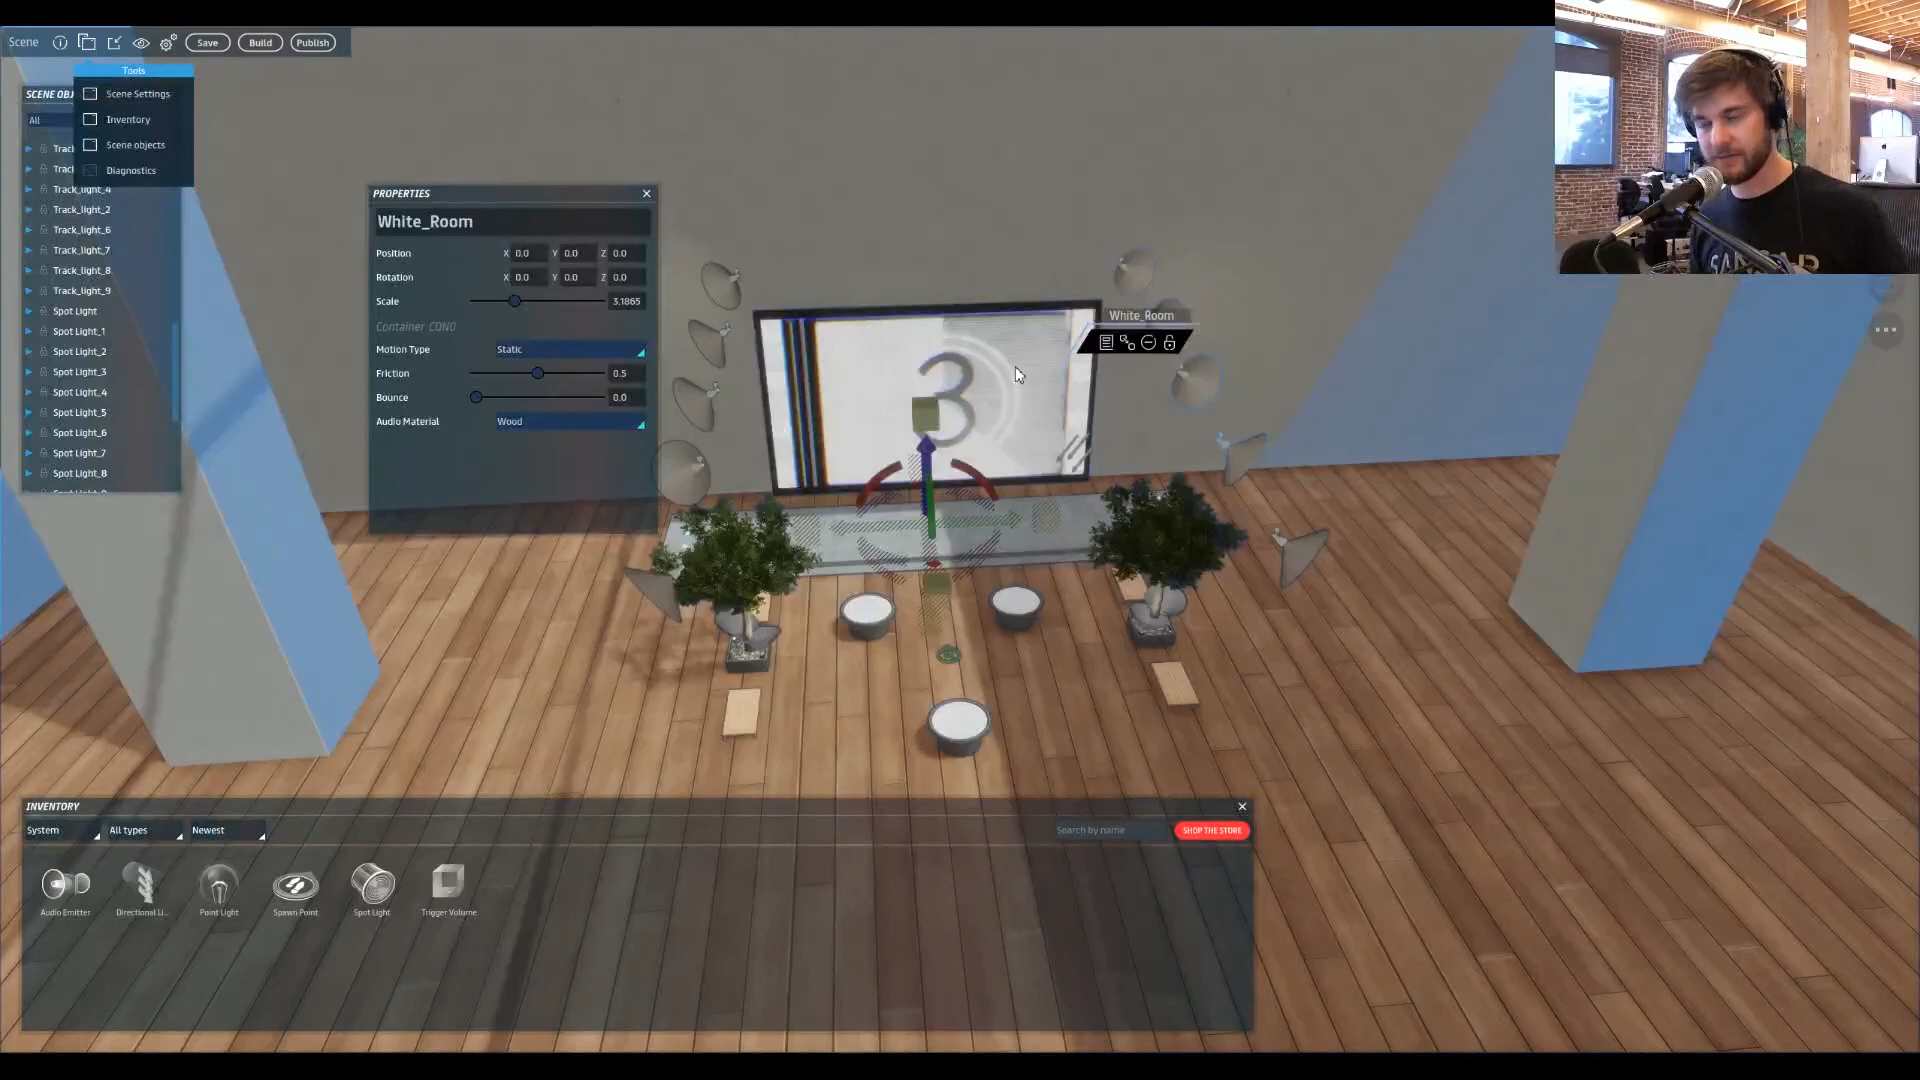 Scene
Save
Build
Publish
Tools
Scene Settings
Inventory
Scene objects
Diagnostics
SCENE OBJ
All
Track_light_4
Track_light_2
Track_light_6
Track_light_7
Track_light_8
Track_light_9
Spot Light
Spot Light_1
Spot Light_2
Spot Light_3
Spot Light_4
Spot Light_5
Spot Light_6
Spot Light_7
Spot Light_8
PROPERTIES
White_Room
Position X 0.0 Y 0.0 Z 0.0
Rotation X 0.0 Y 0.0 Z 0.0
Scale 3.1865
Container
Motion Type Static
Friction 0.5
Bounce 0.0
Audio Material Wood
3
White_Room
INVENTORY
System All types Newest
Search by name SHOP THE STORE
Audio Emitter
Directional Li...
Point Light
Spawn Point
Spot Light
Trigger Volume